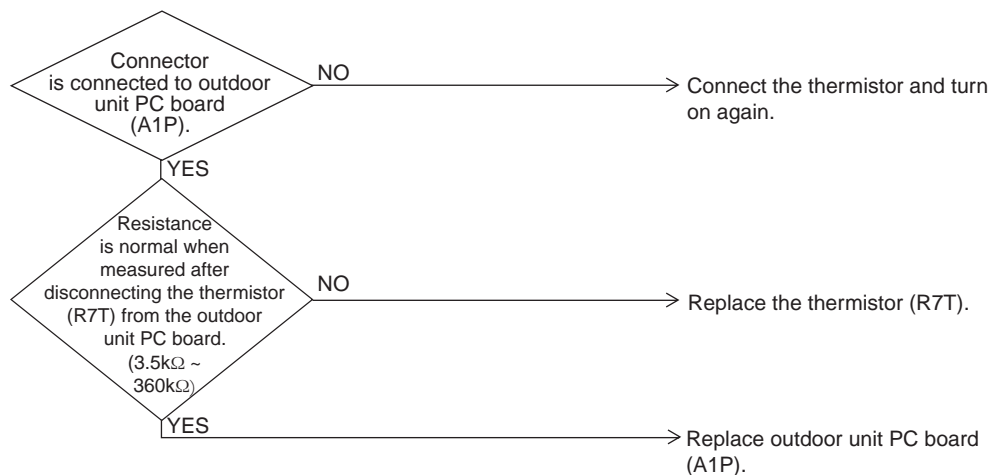 Connector
is connected to outdoor
unit PC board
(A1P).
NO
Connect the thermistor and turn
on again.
YES
Resistance
is normal when
measured after
disconnecting the thermistor
(R7T) from the outdoor
unit PC board.
(3.5kΩ ~
360kΩ)
NO
Replace the thermistor (R7T).
YES
Replace outdoor unit PC board
(A1P).